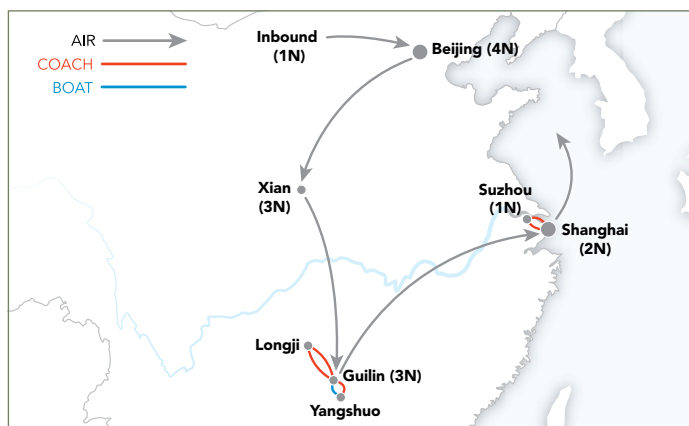 AIR
COACH
BOAT
Inbound
(1N)
Beijing (4N)
Xian
(3N)
Suzhou
(1N)
Shanghai
(2N)
Longji
Guilin (3N)
Yangshuo